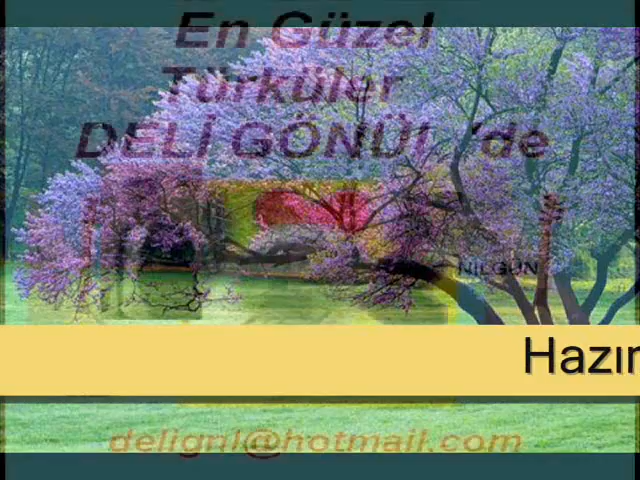 En Güzel
Türküler
DELİ GÖNÜL 'de
NİLGÜN
Hazır
delignl@hotmail.com